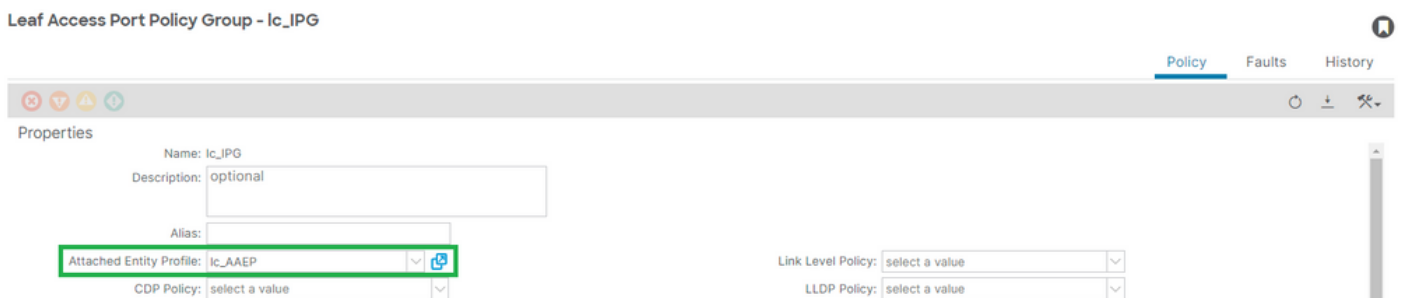 Leaf Access Port Policy Group - lc_IPG
Policy Faults History
Properties
Name: lc_IPG
Description: optional
Alias:
Attached Entity Profile: lc_AAEP
Link Level Policy: select a value
CDP Policy: select a value
LLDP Policy: select a value